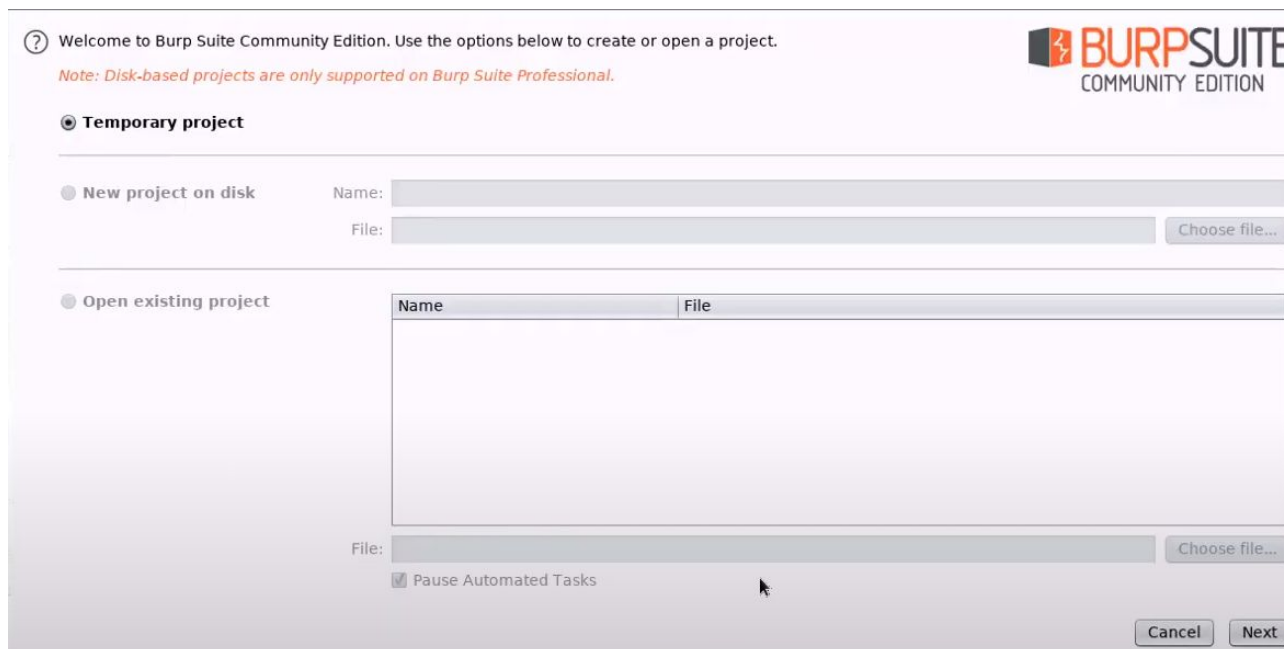 ? Welcome to Burp Suite Community Edition. Use the options below to create or open a project.
Note: Disk-based projects are only supported on Burp Suite Professional.
BURPSUITE
COMMUNITY EDITION
Temporary project
New project on disk Name:
File: Choose file...
Open existing project
Name File
File: Choose file...
Pause Automated Tasks
Cancel Next